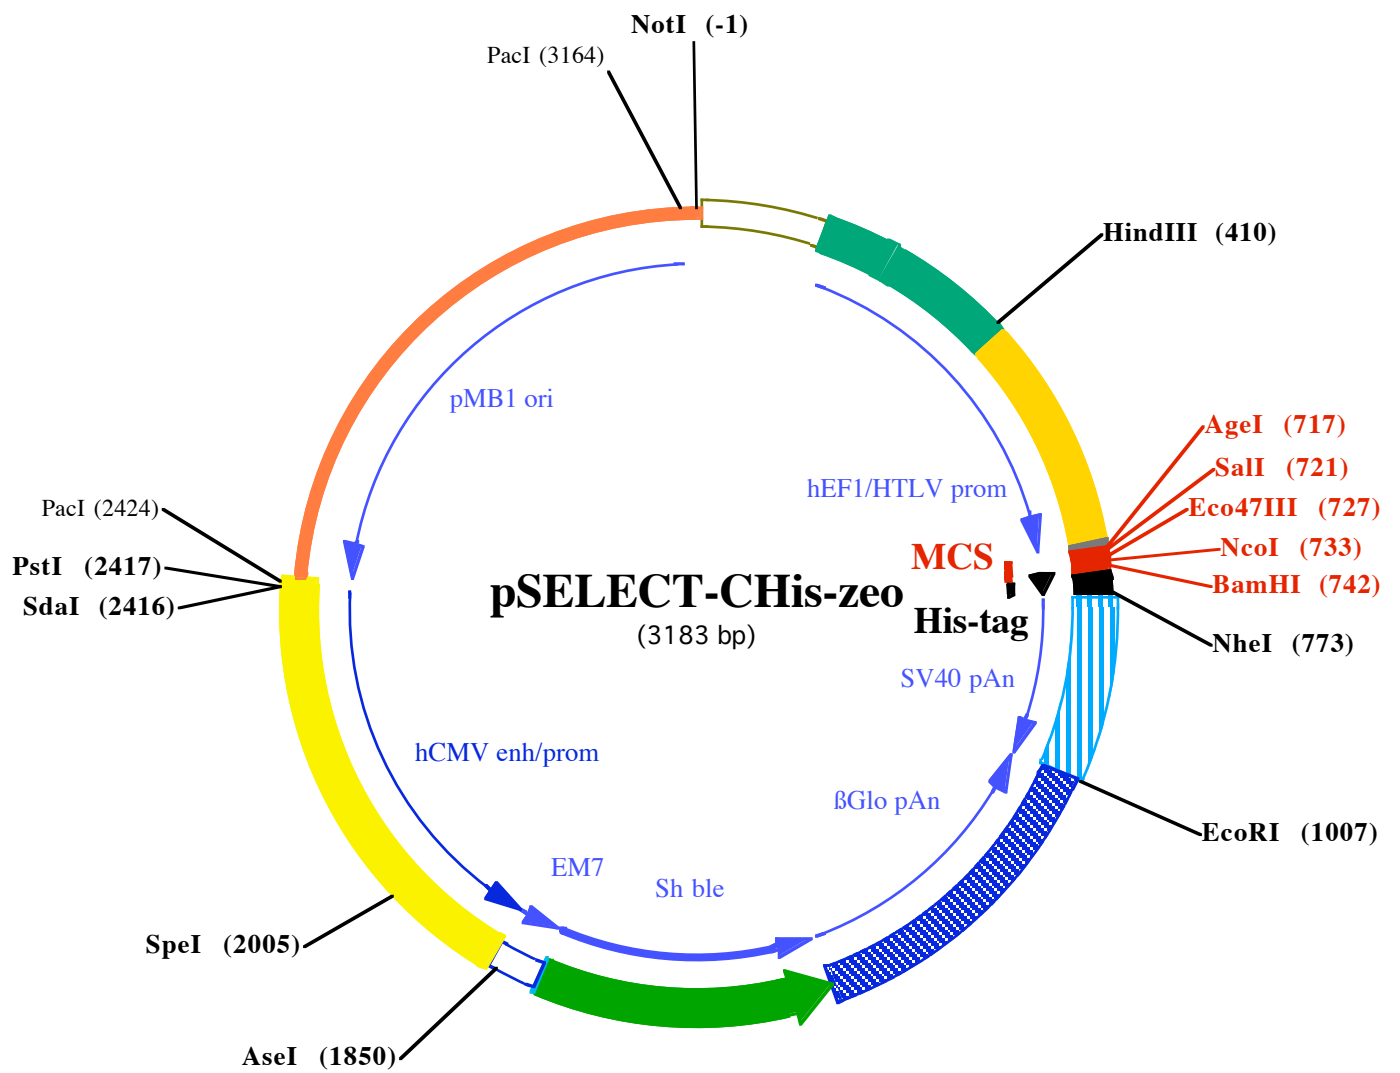 NotI (-1)
PacI (3164)
HindIII (410)
pMB1 ori
AgeI (717)
SalI (721)
hEF1/HTLV prom
Eco47III (727)
PacI (2424)
NcoI (733)
MCS
PstI (2417)
BamHI (742)
pSELECT-CHis-zeo
SdaI (2416)
His-tag
(3183 bp)
NheI (773)
SV40 pAn
hCMV enh/prom
ßGlo pAn
EcoRI (1007)
EM7
Sh ble
SpeI (2005)
AseI (1850)